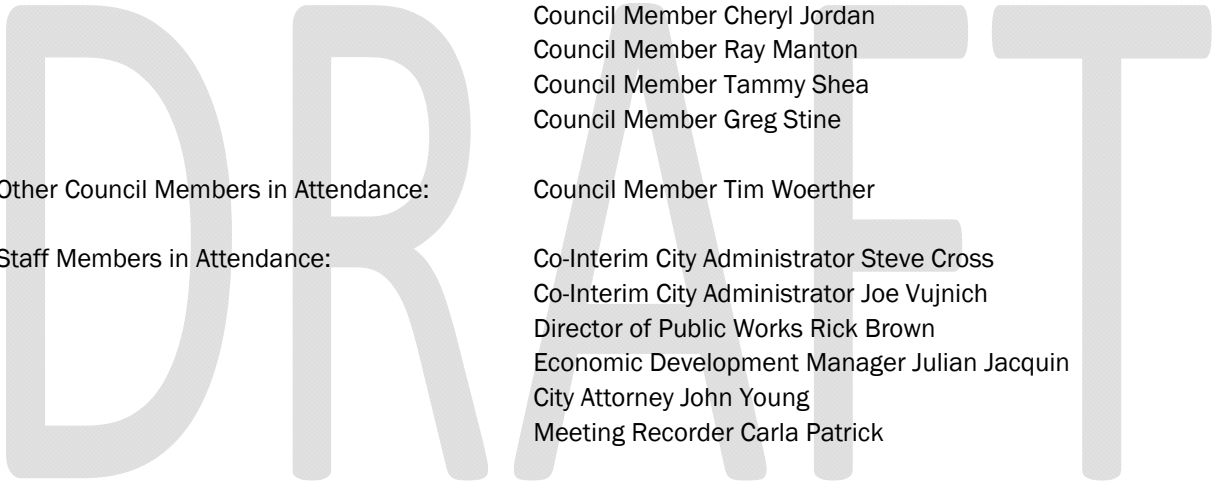 DRAFT
Council Member Cheryl Jordan
Council Member Ray Manton
Council Member Tammy Shea
Council Member Greg Stine
Other Council Members in Attendance: Council Member Tim Woerther
Staff Members in Attendance: Co-Interim City Administrator Steve Cross
Co-Interim City Administrator Joe Vujnich
Director of Public Works Rick Brown
Economic Development Manager Julian Jacquin
City Attorney John Young
Meeting Recorder Carla Patrick